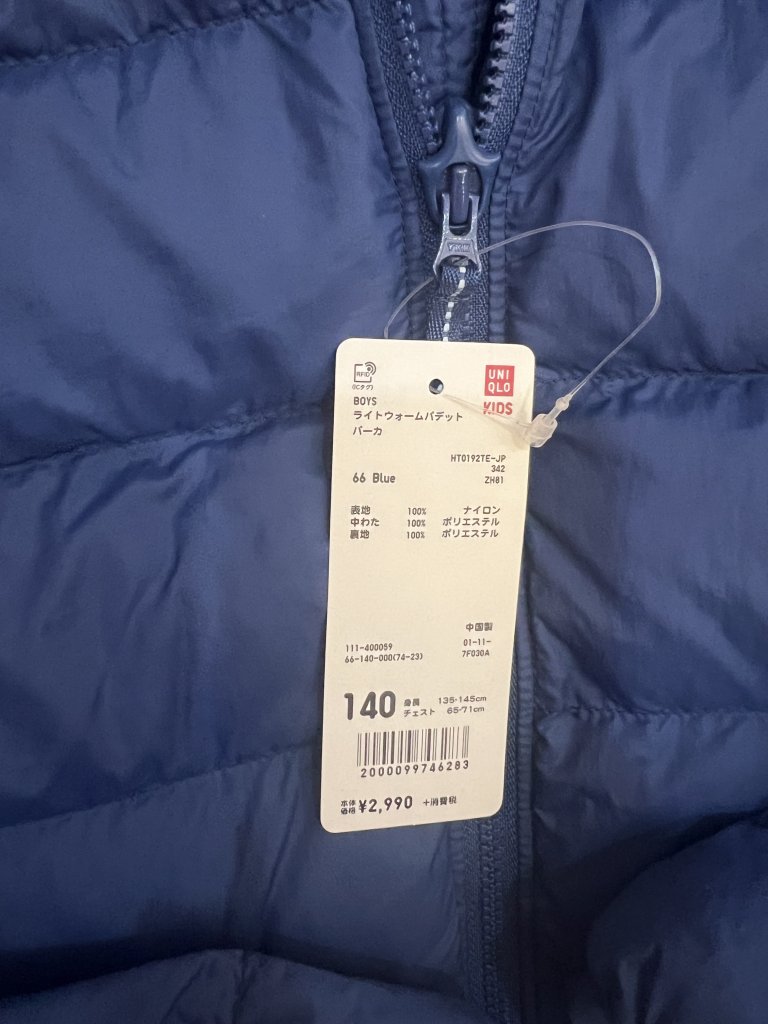 RFID
(ICタグ)
UNI
QLO
KIDS
BOYS
ライトウォームパデット
パーカ
HT0192TE-JP
342
66 Blue
ZH81
表地 100% ナイロン
中わた 100% ポリエステル
裏地 100% ポリエステル
中国製
111-400059 01-11-
66-140-000(74-23) 7F030A
140 身長 135-145cm
チェスト 65-71cm
2000099746283
本体
価格 ¥2,990 +消費税